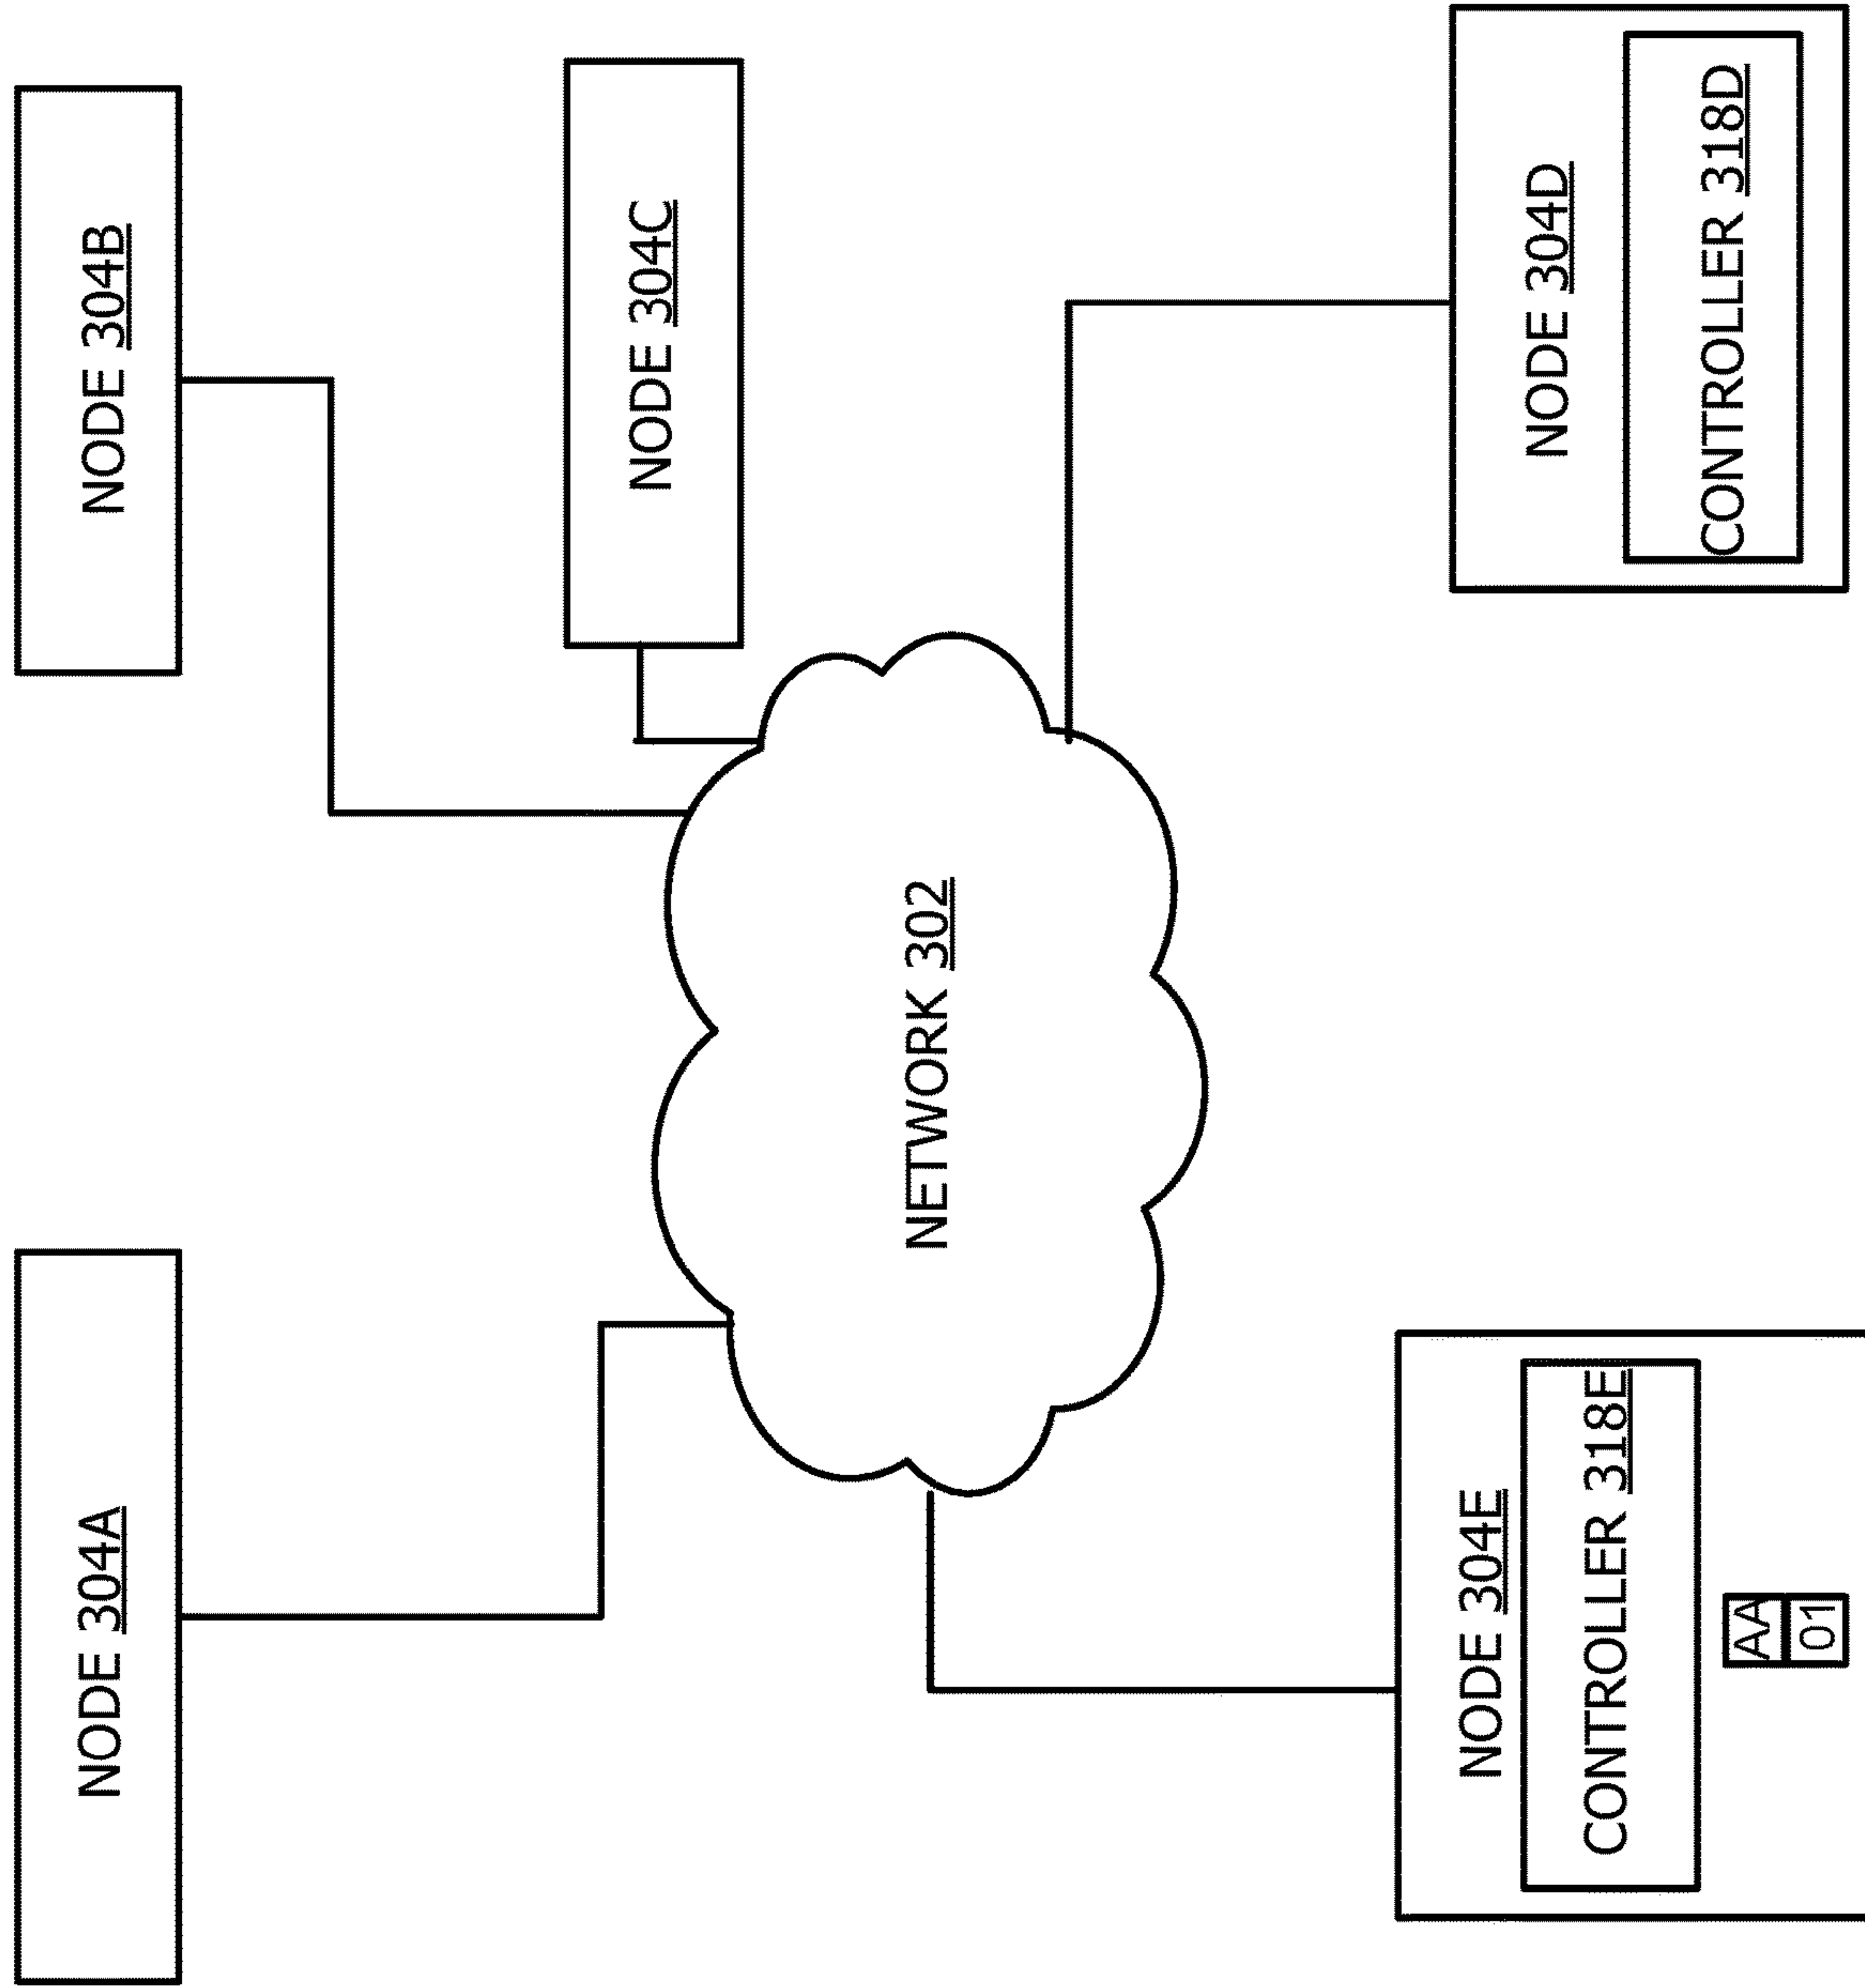 NODE 304A
NODE 304B
NODE 304C
NETWORK 302
NODE 304E
CONTROLLER 318E
AA
01
NODE 304D
CONTROLLER 318D